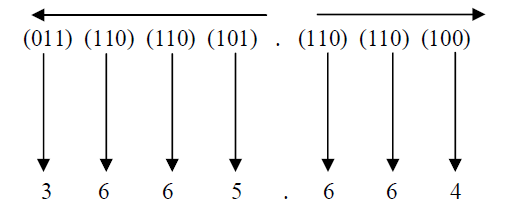 (011) (110) (110) (101) . (110) (110) (100)
3 6 6 5 . 6 6 4